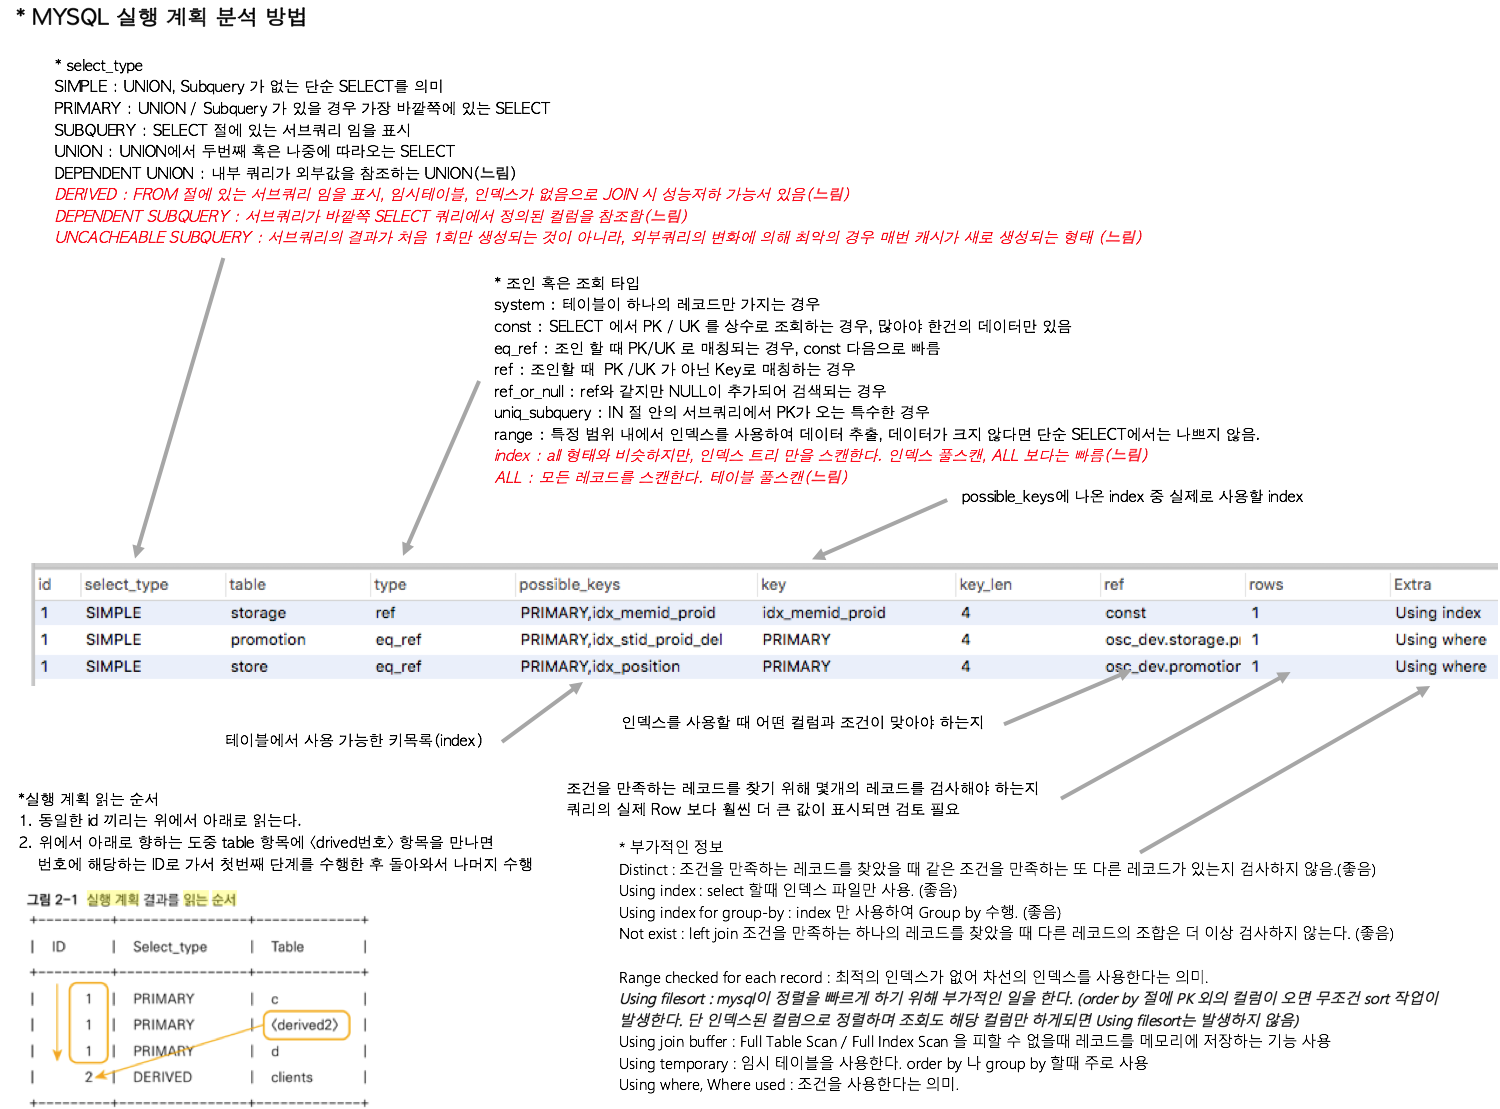 * MYSQL 실행 계획 분석 방법
* select_type
SIMPLE : UNION, Subquery 가 없는 단순 SELECT를 의미
PRIMARY : UNION / Subquery 가 있을 경우 가장 바깥쪽에 있는 SELECT
SUBQUERY : SELECT 절에 있는 서브쿼리 임을 표시
UNION : UNION에서 두번째 혹은 나중에 따라오는 SELECT
DEPENDENT UNION : 내부 쿼리가 외부값을 참조하는 UNION(느림)
DERIVED : FROM 절에 있는 서브쿼리 임을 표시, 임시테이블, 인덱스가 없음으로 JOIN 시 성능저하 가능서 있음(느림)
DEPENDENT SUBQUERY : 서브쿼리가 바깥쪽 SELECT 쿼리에서 정의된 컬럼을 참조함(느림)
UNCACHEABLE SUBQUERY : 서브쿼리의 결과가 처음 1회만 생성되는 것이 아니라, 외부쿼리의 변화에 의해 최악의 경우 매번 캐시가 새로 생성되는 형태 (느림)
* 조인 혹은 조회 타입
system : 테이블이 하나의 레코드만 가지는 경우
const : SELECT 에서 PK / UK 를 상수로 조회하는 경우, 많아야 한건의 데이터만 있음
eq_ref : 조인 할 때 PK/UK 로 매칭되는 경우, const 다음으로 빠름
ref : 조인할 때 PK /UK 가 아닌 Key로 매칭하는 경우
ref_or_null : ref와 같지만 NULL이 추가되어 검색되는 경우
uniq_subquery : IN 절 안의 서브쿼리에서 PK가 오는 특수한 경우
range : 특정 범위 내에서 인덱스를 사용하여 데이터 추출, 데이터가 크지 않다면 단순 SELECT에서는 나쁘지 않음.
index : all 형태와 비슷하지만, 인덱스 트리 만을 스캔한다. 인덱스 풀스캔, ALL 보다는 빠름(느림)
ALL : 모든 레코드를 스캔한다. 테이블 풀스캔(느림)
possible_keys에 나온 index 중 실제로 사용할 index
id select_type table type possible_keys key key_len ref rows Extra
1 SIMPLE storage ref PRIMARY,idx_memid_proid idx_memid_proid 4 const 1 Using index
1 SIMPLE promotion eq_ref PRIMARY,idx_stid_proid_del PRIMARY 4 osc_dev.storage.pr 1 Using where
1 SIMPLE store eq_ref PRIMARY,idx_position PRIMARY 4 osc_dev.promotior 1 Using where
인덱스를 사용할 때 어떤 컬럼과 조건이 맞아야 하는지
테이블에서 사용 가능한 키목록(index)
조건을 만족하는 레코드를 찾기 위해 몇개의 레코드를 검사해야 하는지
쿼리의 실제 Row 보다 훨씬 더 큰 값이 표시되면 검토 필요
*실행 계획 읽는 순서
1. 동일한 id 끼리는 위에서 아래로 읽는다.
2. 위에서 아래로 향하는 도중 table 항목에 <drived번호> 항목을 만나면
번호에 해당하는 ID로 가서 첫번째 단계를 수행한 후 돌아와서 나머지 수행
그림 2-1 실행 계획 결과를 읽는 순서
+---------+---------------+-------------+
| ID | Select_type | Table |
+---------+---------------+-------------+
| 1 | PRIMARY | c |
| 1 | PRIMARY | <derived2> |
| 1 | PRIMARY | d |
| 2 | DERIVED | clients |
+---------+---------------+-------------+
* 부가적인 정보
Distinct : 조건을 만족하는 레코드를 찾았을 때 같은 조건을 만족하는 또 다른 레코드가 있는지 검사하지 않음.(좋음)
Using index : select 할때 인덱스 파일만 사용. (좋음)
Using index for group-by : index 만 사용하여 Group by 수행. (좋음)
Not exist : left join 조건을 만족하는 하나의 레코드를 찾았을 때 다른 레코드의 조합은 더 이상 검사하지 않는다. (좋음)
Range checked for each record : 최적의 인덱스가 없어 차선의 인덱스를 사용한다는 의미.
Using filesort : mysql이 정렬을 빠르게 하기 위해 부가적인 일을 한다. (order by 절에 PK 외의 컬럼이 오면 무조건 sort 작업이
발생한다. 단 인덱스된 컬럼으로 정렬하며 조회도 해당 컬럼만 하게되면 Using filesort는 발생하지 않음)
Using join buffer : Full Table Scan / Full Index Scan 을 피할 수 없을때 레코드를 메모리에 저장하는 기능 사용
Using temporary : 임시 테이블을 사용한다. order by 나 group by 할때 주로 사용
Using where, Where used : 조건을 사용한다는 의미.